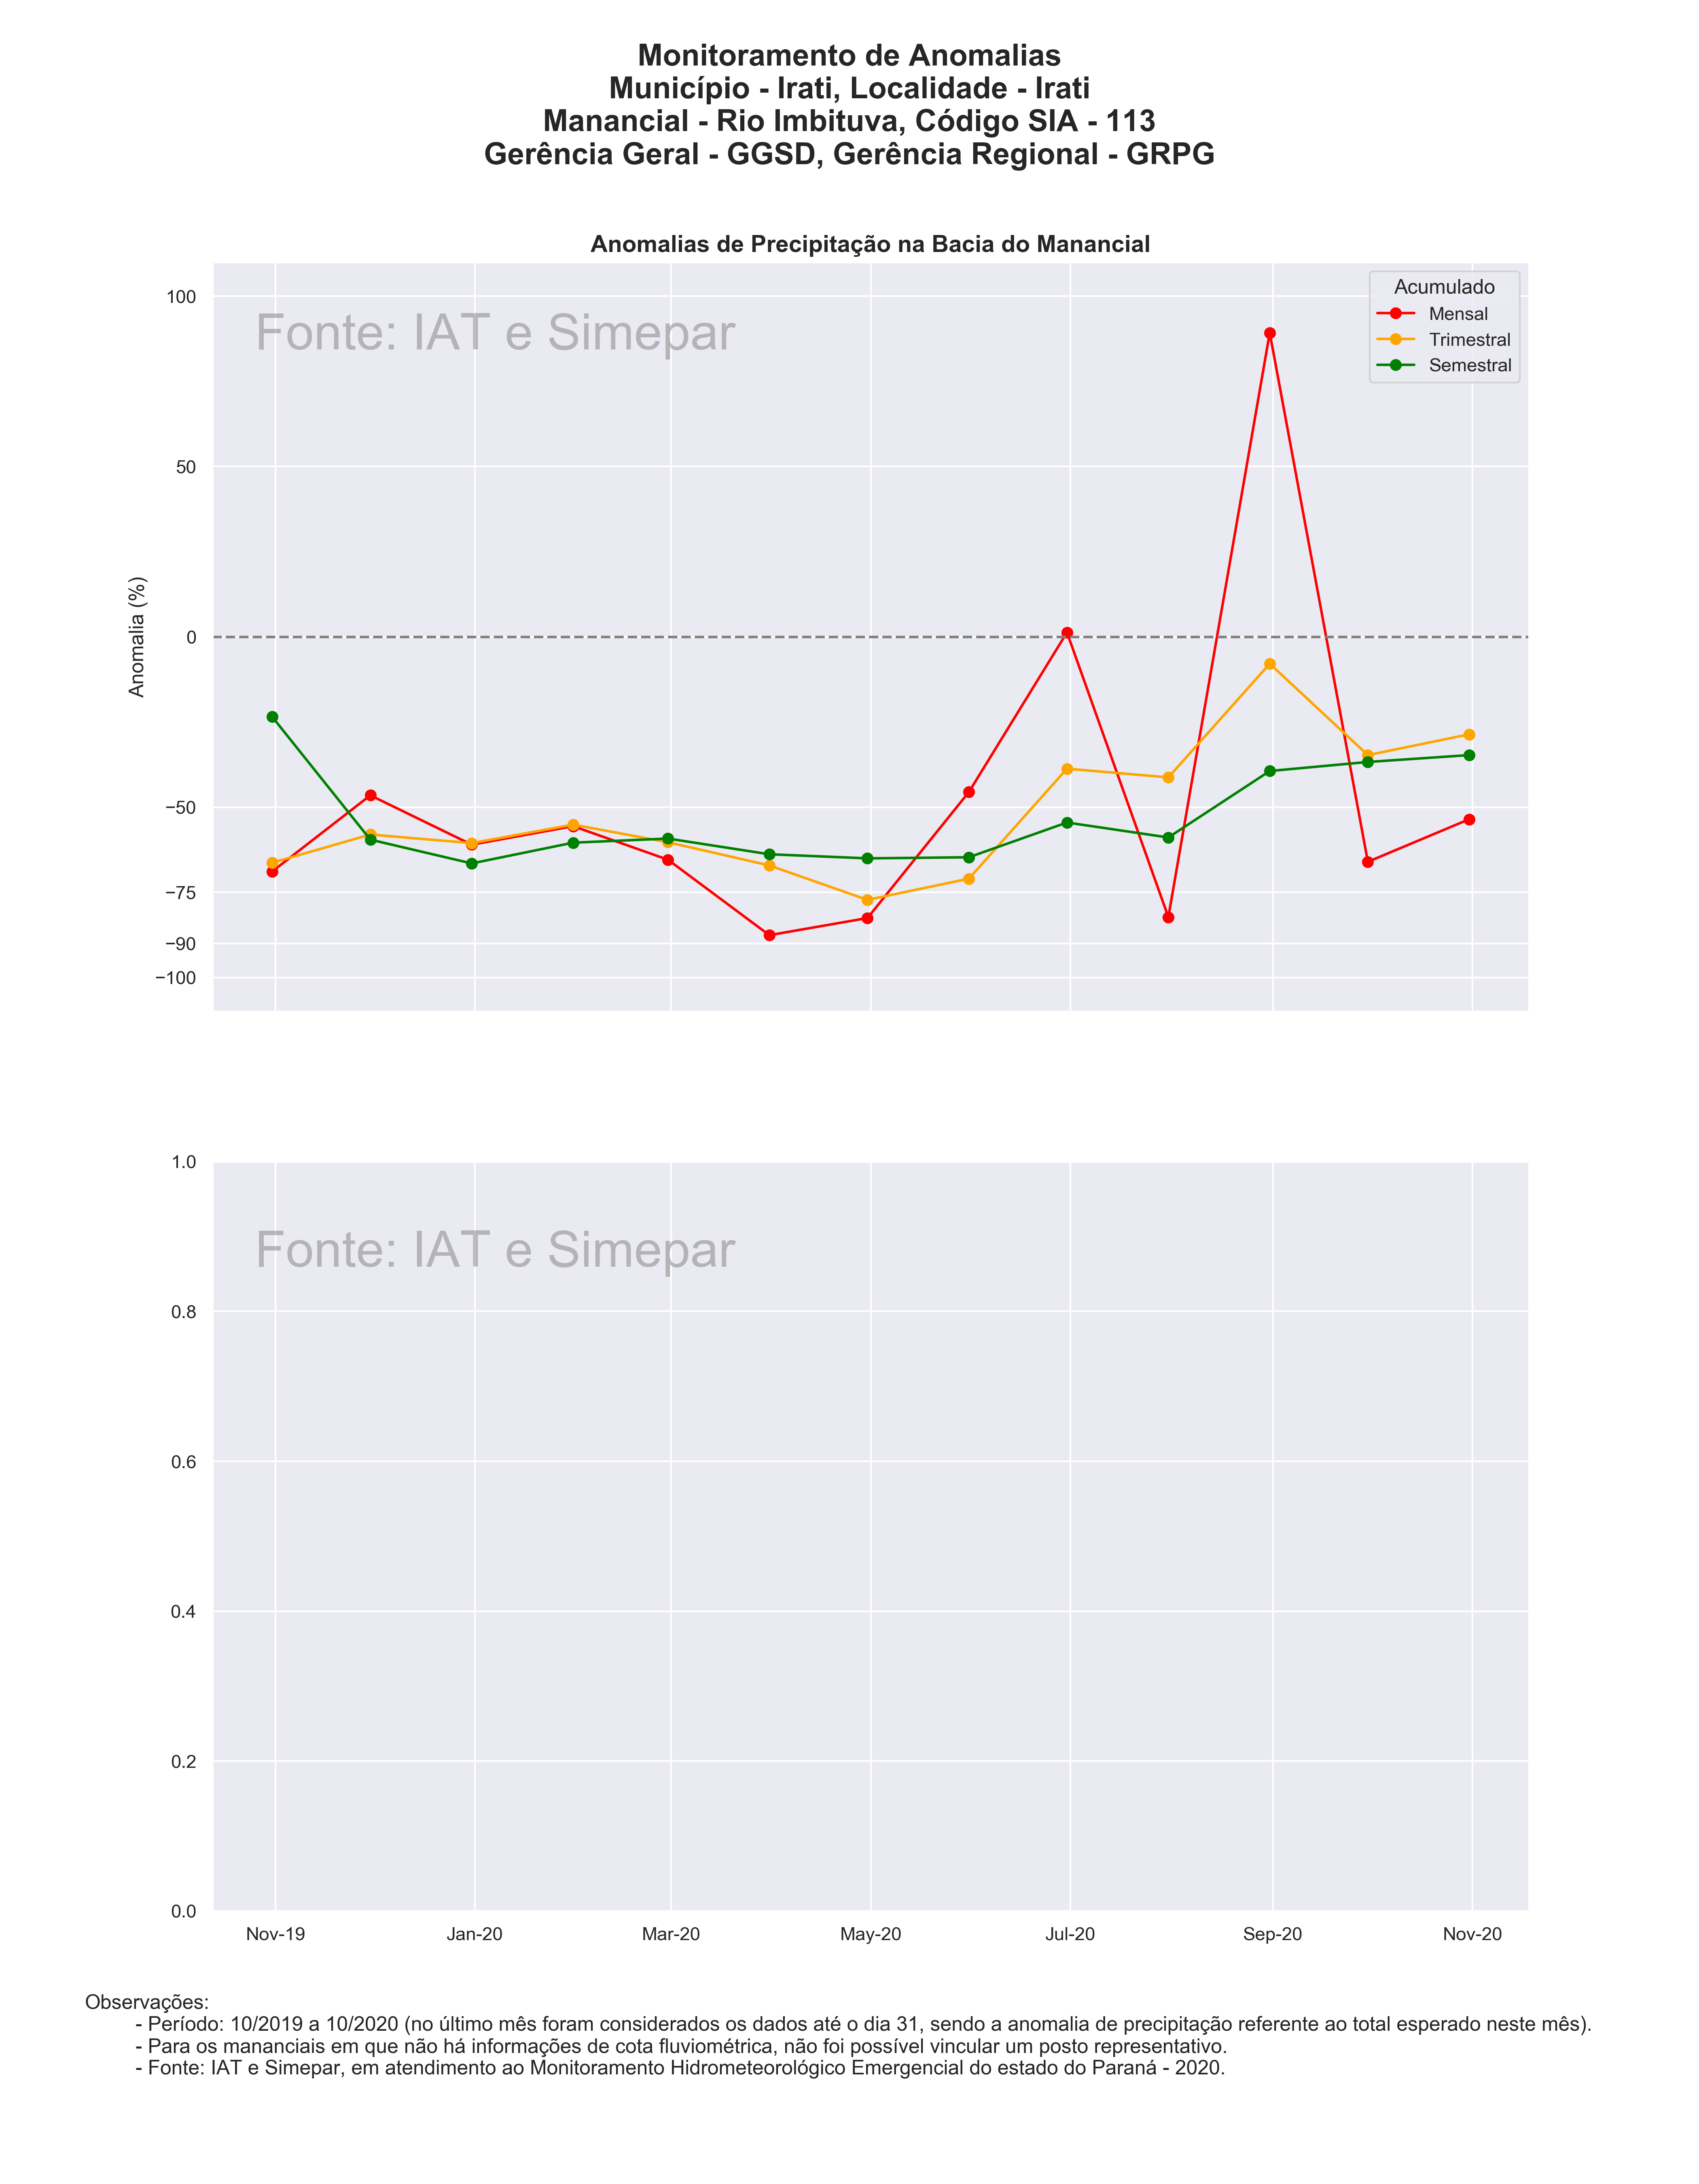 Monitoramento de Anomalias
Município - Irati, Localidade - Irati
Manancial - Rio Imbituva, Código SIA - 113
Gerência Geral - GGSD, Gerência Regional - GRPG
Anomalias de Precipitação na Bacia do Manancial
Fonte: IAT e Simepar
Acumulado
Mensal
Trimestral
Semestral
Anomalia (%)
100
50
0
−50
−75
−90
−100
Fonte: IAT e Simepar
1.0
0.8
0.6
0.4
0.2
0.0
Nov-19 Jan-20 Mar-20 May-20 Jul-20 Sep-20 Nov-20
Observações:
- Período: 10/2019 a 10/2020 (no último mês foram considerados os dados até o dia 31, sendo a anomalia de precipitação referente ao total esperado neste mês).
- Para os mananciais em que não há informações de cota fluviométrica, não foi possível vincular um posto representativo.
- Fonte: IAT e Simepar, em atendimento ao Monitoramento Hidrometeorológico Emergencial do estado do Paraná - 2020.